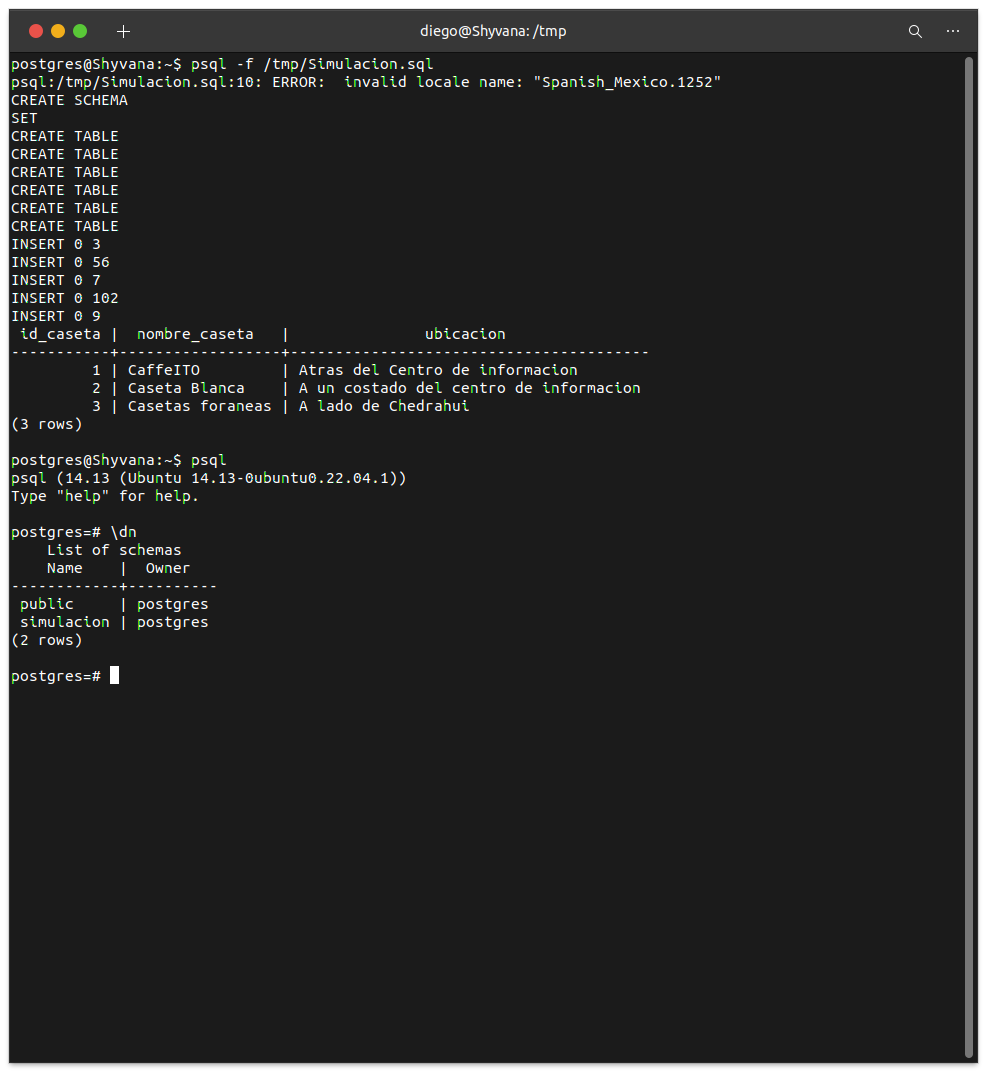 diego@Shyvana: /tmp
postgres@Shyvana:~$ psql -f /tmp/Simulacion.sql
psql:/tmp/Simulacion.sql:10: ERROR:  invalid locale name: "Spanish_Mexico.1252"
CREATE SCHEMA
SET
CREATE TABLE
CREATE TABLE
CREATE TABLE
CREATE TABLE
CREATE TABLE
CREATE TABLE
INSERT 0 3
INSERT 0 56
INSERT 0 7
INSERT 0 102
INSERT 0 9
 id_caseta |  nombre_caseta   |               ubicacion
-----------+------------------+----------------------------------------
         1 | CaffeITO         | Atras del Centro de informacion
         2 | Caseta Blanca    | A un costado del centro de informacion
         3 | Casetas foraneas | A lado de Chedrahui
(3 rows)
postgres@Shyvana:~$ psql
psql (14.13 (Ubuntu 14.13-0ubuntu0.22.04.1))
Type "help" for help.
postgres=# \dn
    List of schemas
    Name    |  Owner
------------+----------
 public     | postgres
 simulacion | postgres
(2 rows)
postgres=#